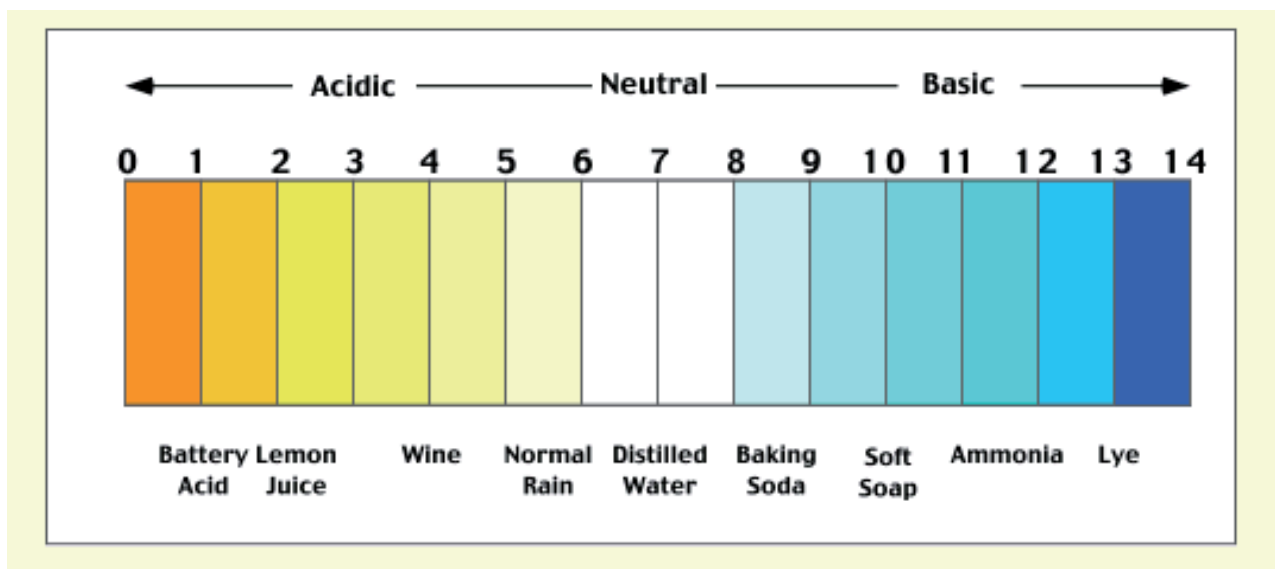 Acidic Neutral Basic
0 1 2 3 4 5 6 7 8 9 10 11 12 13 14
Battery Lemon Wine Normal Distilled Baking Soft Ammonia Lye
Acid Juice Rain Water Soda Soap